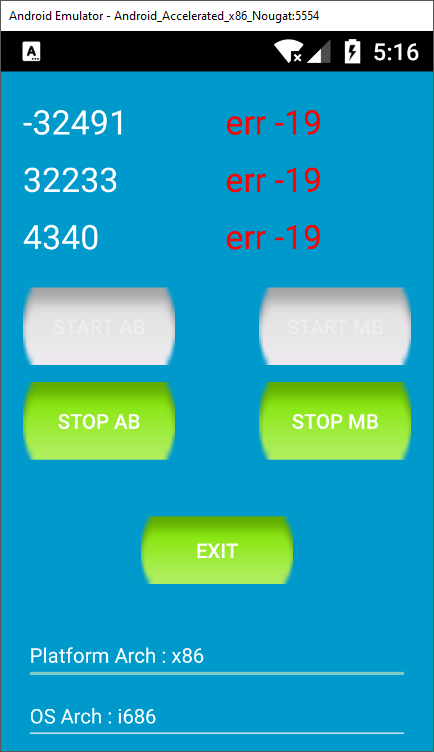 Android Emulator - Android_Accelerated_x86_Nougat:5554
A
5:16
-32491 err -19
32233 err -19
4340 err -19
START AB START MB
STOP AB STOP MB
EXIT
Platform Arch : x86
OS Arch : i686